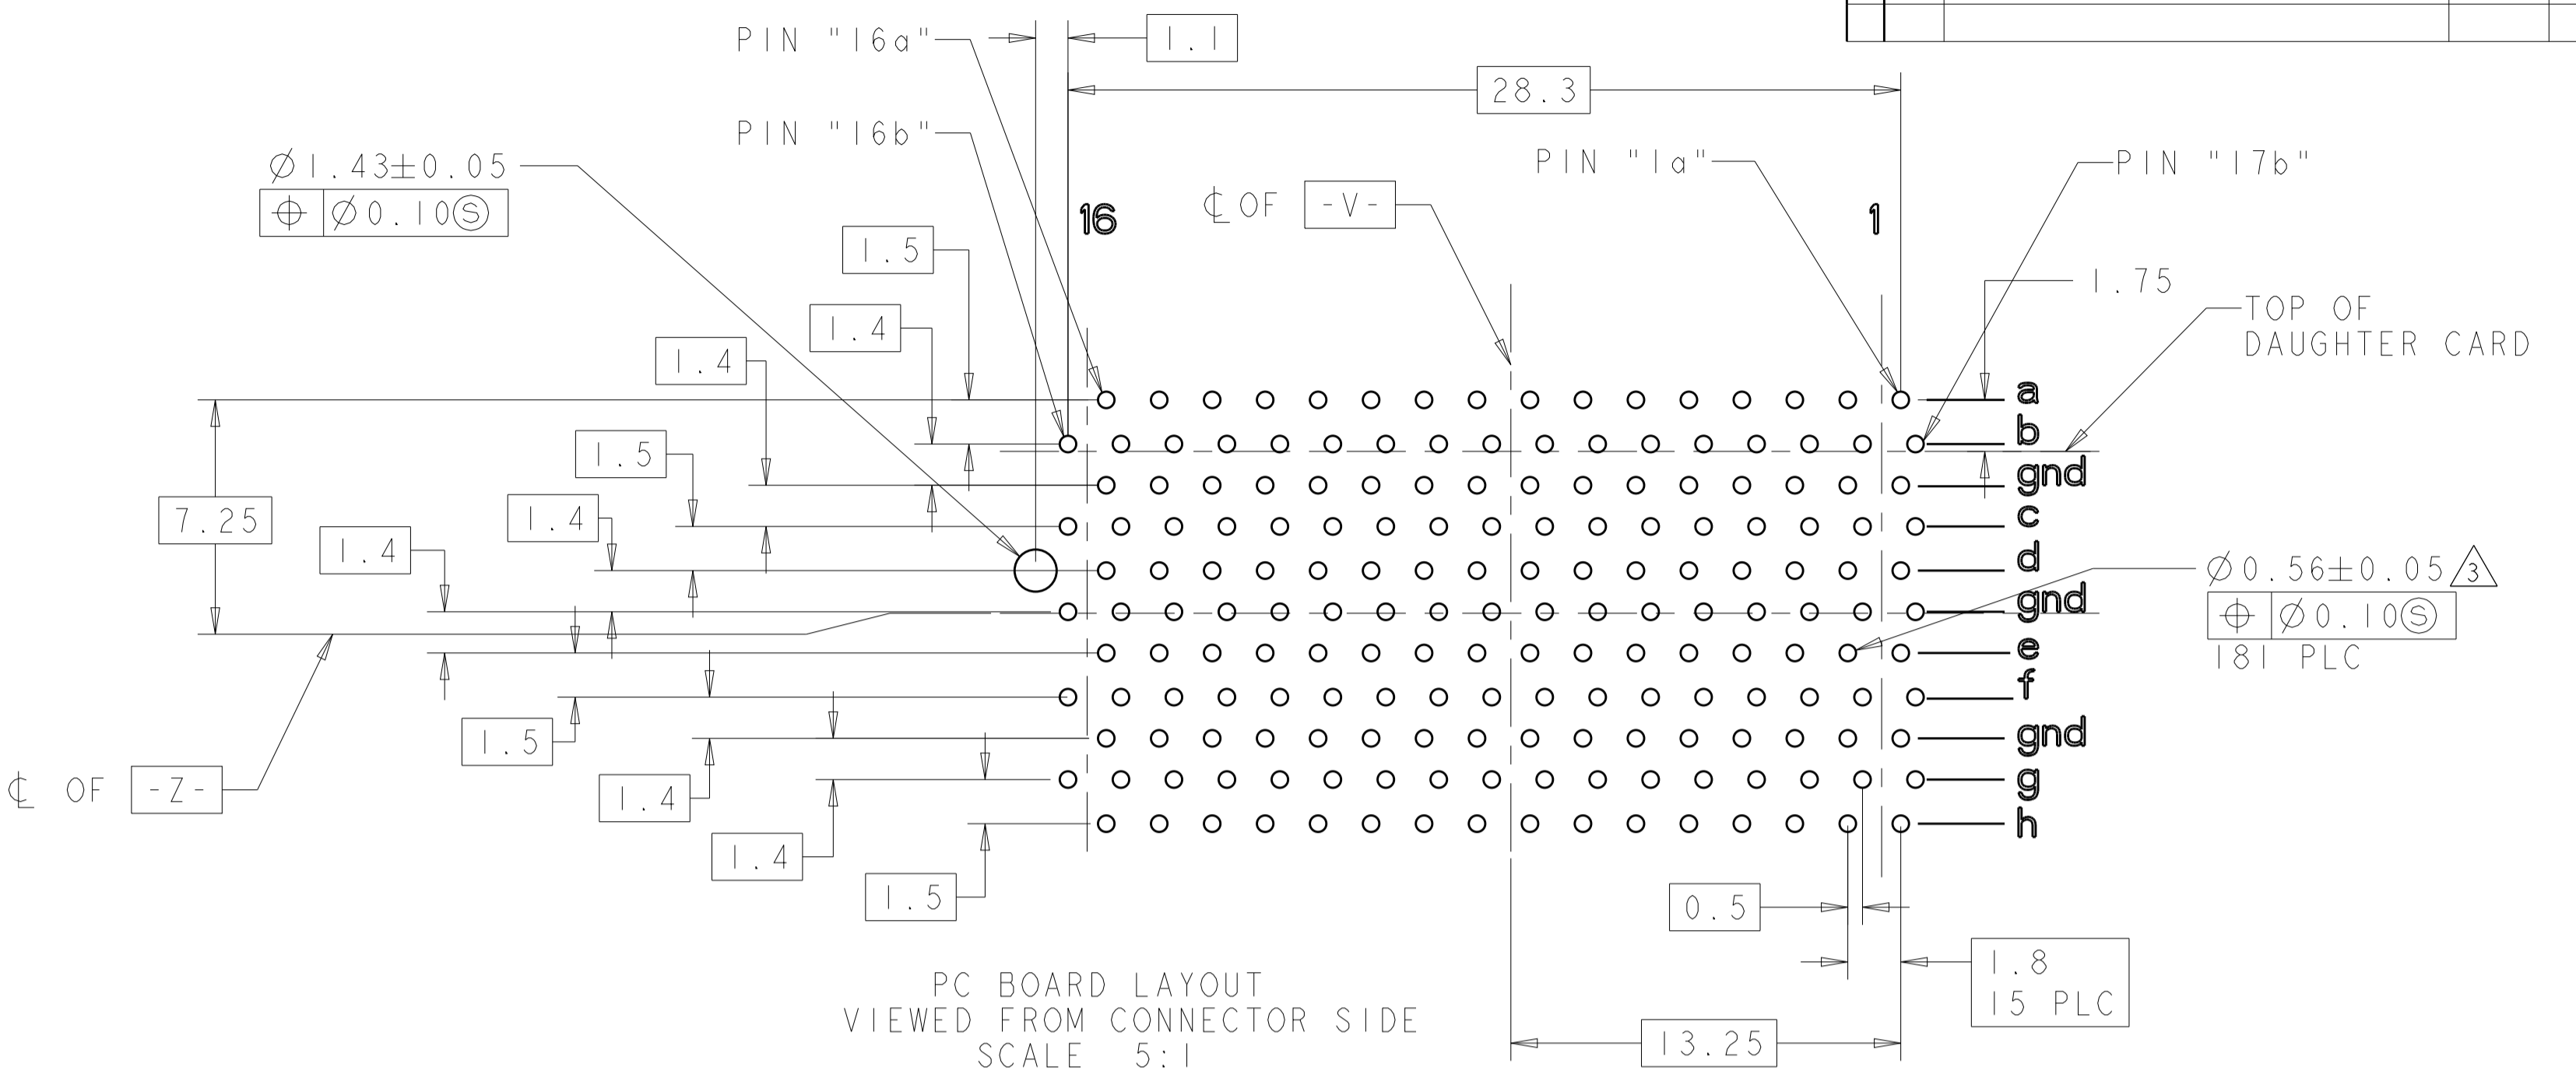 PIN "16a"
1.1
28.3
PIN "16b"
PIN "1a"
PIN "17b"
Ø1.43±0.05
⌖ Ø0.10Ⓢ
℄ OF -V-
16
1
1.5
1.75
1.4
TOP OF
DAUGHTER CARD
1.4
a
b
1.5
gnd
7.25
1.4
c
1.4
d
Ø0.56±0.05 3
gnd
⌖ Ø0.10Ⓢ
181 PLC
e
f
1.5
gnd
℄ OF -Z-
1.4
g
h
1.4
1.5
0.5
1.8
15 PLC
PC BOARD LAYOUT
VIEWED FROM CONNECTOR SIDE
SCALE 5:1
13.25